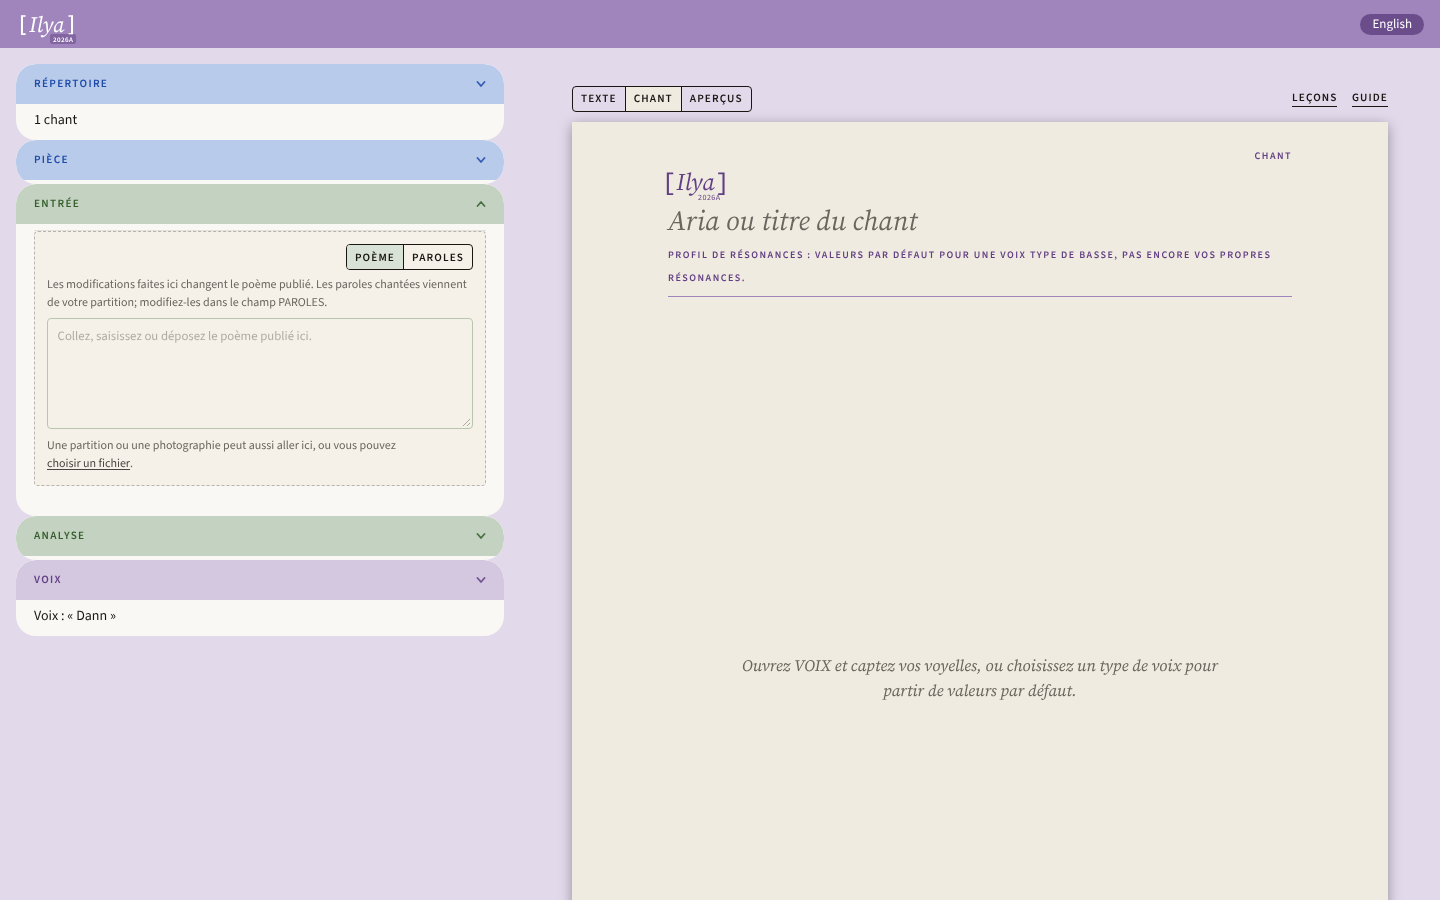 [Ilya]
2026A
English
RÉPERTOIRE
1 chant
PIÈCE
ENTRÉE
POÈME PAROLES
Les modifications faites ici changent le poème publié. Les paroles chantées viennent
de votre partition; modifiez-les dans le champ PAROLES.
Collez, saisissez ou déposez le poème publié ici.
Une partition ou une photographie peut aussi aller ici, ou vous pouvez
choisir un fichier.
ANALYSE
VOIX
Voix : « Dann »
TEXTE CHANT APERÇUS
LEÇONS GUIDE
CHANT
[Ilya]
2026A
Aria ou titre du chant
PROFIL DE RÉSONANCES : VALEURS PAR DÉFAUT POUR UNE VOIX TYPE DE BASSE, PAS ENCORE VOS PROPRES
RÉSONANCES.
Ouvrez VOIX et captez vos voyelles, ou choisissez un type de voix pour
partir de valeurs par défaut.